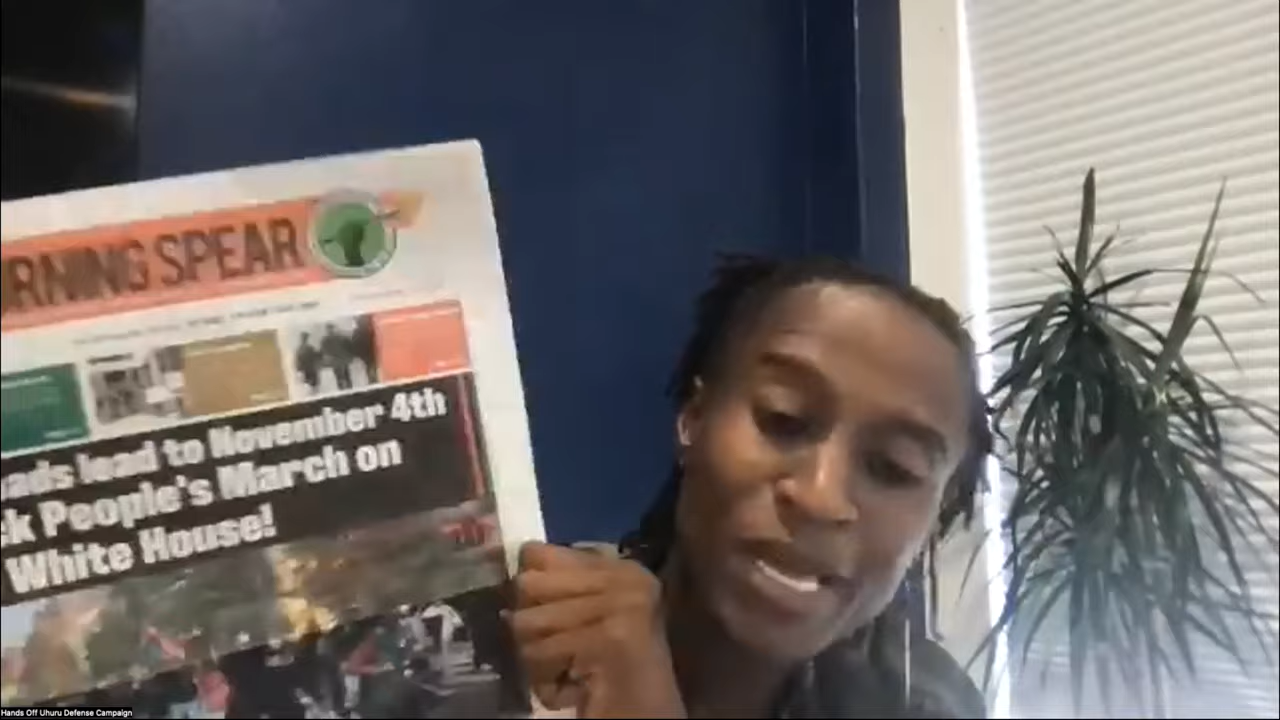 RNING SPEAR
ads lead to November 4th
k People's March on
White House!
Hands Off Uhuru Defense Campaign